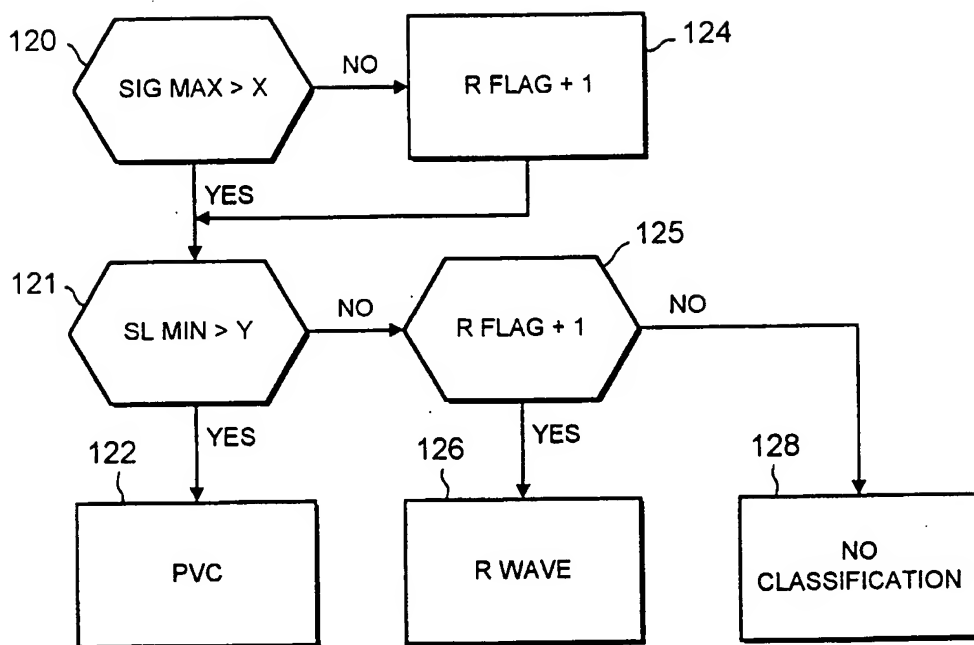 120
SIG MAX > X
NO
R FLAG + 1
124
YES
121
SL MIN > Y
NO
125
R FLAG + 1
NO
YES
YES
122
PVC
126
R WAVE
128
NO
CLASSIFICATION